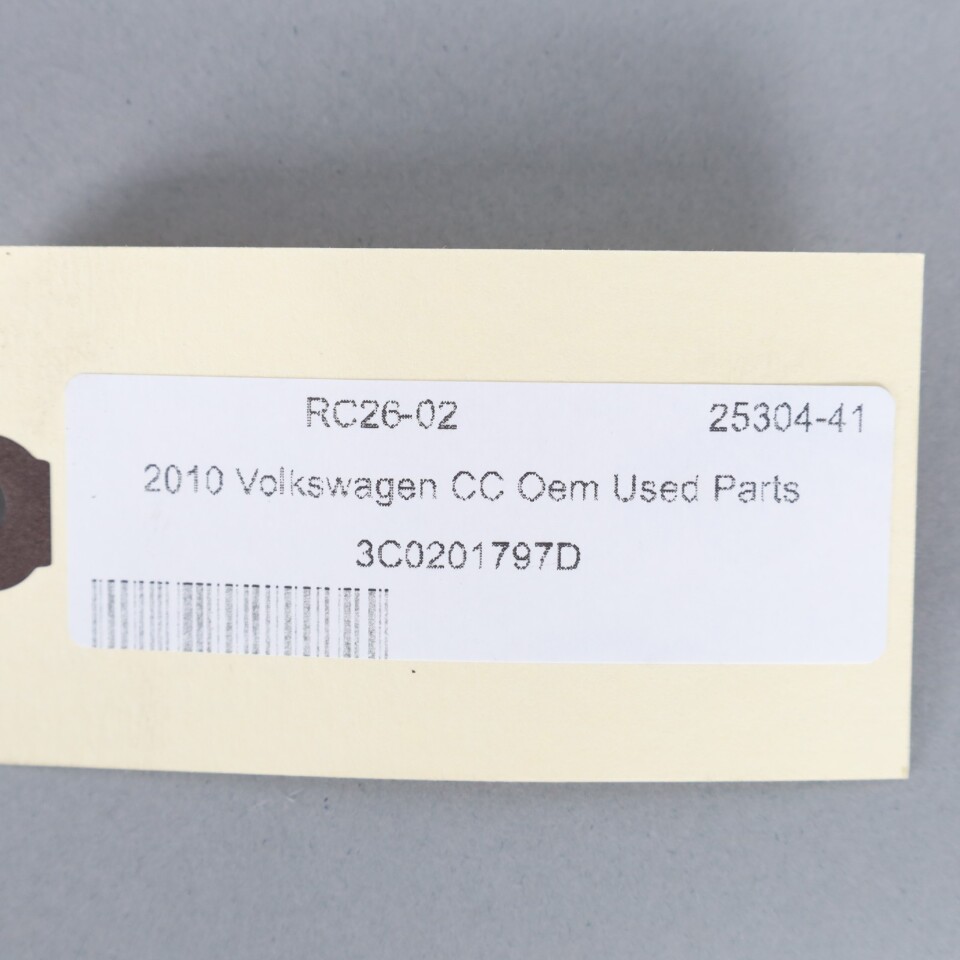 RC26-02 25304-41
2010 Volkswagen CC Oem Used Parts
3C0201797D